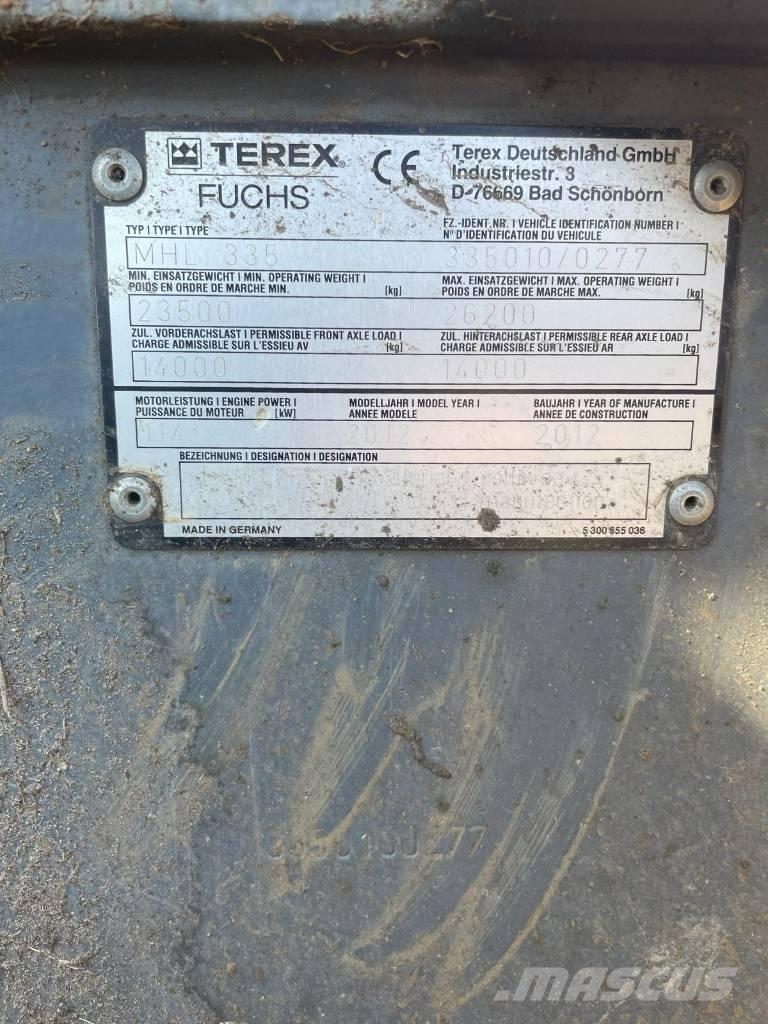 TEREX® CE Terex Deutschland GmbH
FUCHS Industriestr. 3
D-76669 Bad Schönborn
TYP I TYPE I TYPE
FZ.-IDENT. NR. I VEHICLE IDENTIFICATION NUMBER I
N° D'IDENTIFICATION DU VEHICULE
MHL 335 335010/0277
MIN. EINSATZGEWICHT I MIN. OPERATING WEIGHT I
POIDS EN ORDRE DE MARCHE MIN. [kg]
MAX. EINSATZGEWICHT I MAX. OPERATING WEIGHT I
POIDS EN ORDRE DE MARCHE MAX. [kg]
23500 26200
ZUL. VORDERACHSLAST I PERMISSIBLE FRONT AXLE LOAD I
CHARGE ADMISSIBLE SUR L'ESSIEU AV [kg]
ZUL. HINTERACHSLAST I PERMISSIBLE REAR AXLE LOAD I
CHARGE ADMISSIBLE SUR L'ESSIEU AR [kg]
14000 14000
MOTORLEISTUNG I ENGINE POWER I
PUISSANCE DU MOTEUR [kW]
MODELLJAHR I MODEL YEAR I
ANNEE MODELE
BAUJAHR I YEAR OF MANUFACTURE I
ANNEE DE CONSTRUCTION
114 2012 2012
BEZEICHNUNG I DESIGNATION I DESIGNATION
MADE IN GERMANY 5 300 655 036
MASCUS